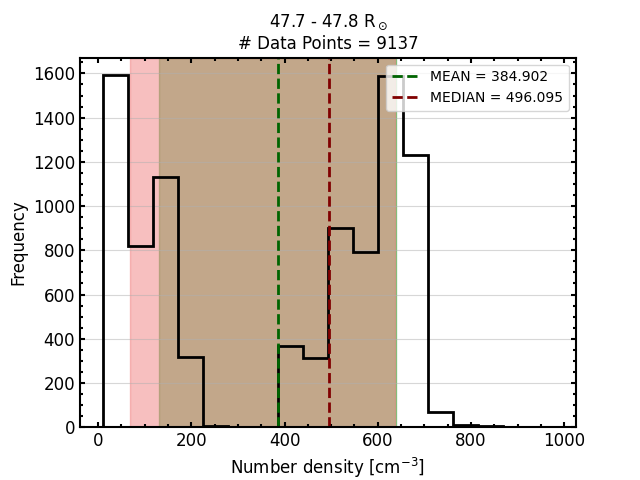 47.7 - 47.8 R⊙
# Data Points = 9137
MEAN = 384.902
MEDIAN = 496.095
Frequency
1600
1400
1200
1000
800
600
400
200
0
0 200 400 600 800 1000
Number density [cm⁻³]